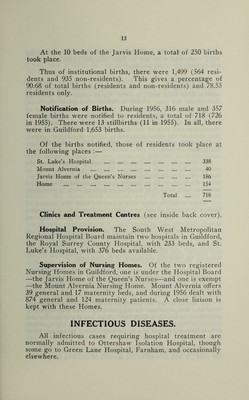 13
At the 10 beds of the Jarvis Home, a total of 250 births
took place.
Thus of institutional births, there were 1,499 (564 resi-
dents and 935 non-residents). This gives a percentage of
90.68 of total births (residents and non-residents) and 78.55
residents only.
Notification of Births. During 1956, 316 male and 357
female births were notified to residents, a total of 718 (726
in 1955). There were 13 stillbirths (11 in 1955). In all, there
were in Guildford 1,653 births.
Of the births notified, those of residents took place at
the following places :—
St. Luke's Hospital ... 338
Mount Alvernia ... 40
Jarvis Home of the Queen's Nurses ... 186
Home ... 154
Total ... 718
Clinics and Treatment Centres (see inside back cover).
Hospital Provision. The South West Metropolitan
Regional Hospital Board maintain two hospitals in Guildford,
the Royal Surrey County Hospital, with 233 beds, and St.
Luke's Hospital, with 376 beds available.
Supervision of Nursing Homes. Of the two registered
Nursing Homes in Guildford, one is under the Hospital Board
—the Jarvis Home of the Queen's Nurses—and one is exempt
—the Mount Alvernia Nursing Home. Mount Alvernia offers
39 general and 17 maternity beds, and during 1956 dealt with
874 general and 124 maternity patients. A close liaison is
kept with these Homes.
INFECTIOUS DISEASES.
All infectious cases requiring hospital treatment are
normally admitted to Ottershaw Isolation Hospital, though
some go to Green Lane Hospital, Farnham, and occasionally
elsewhere.